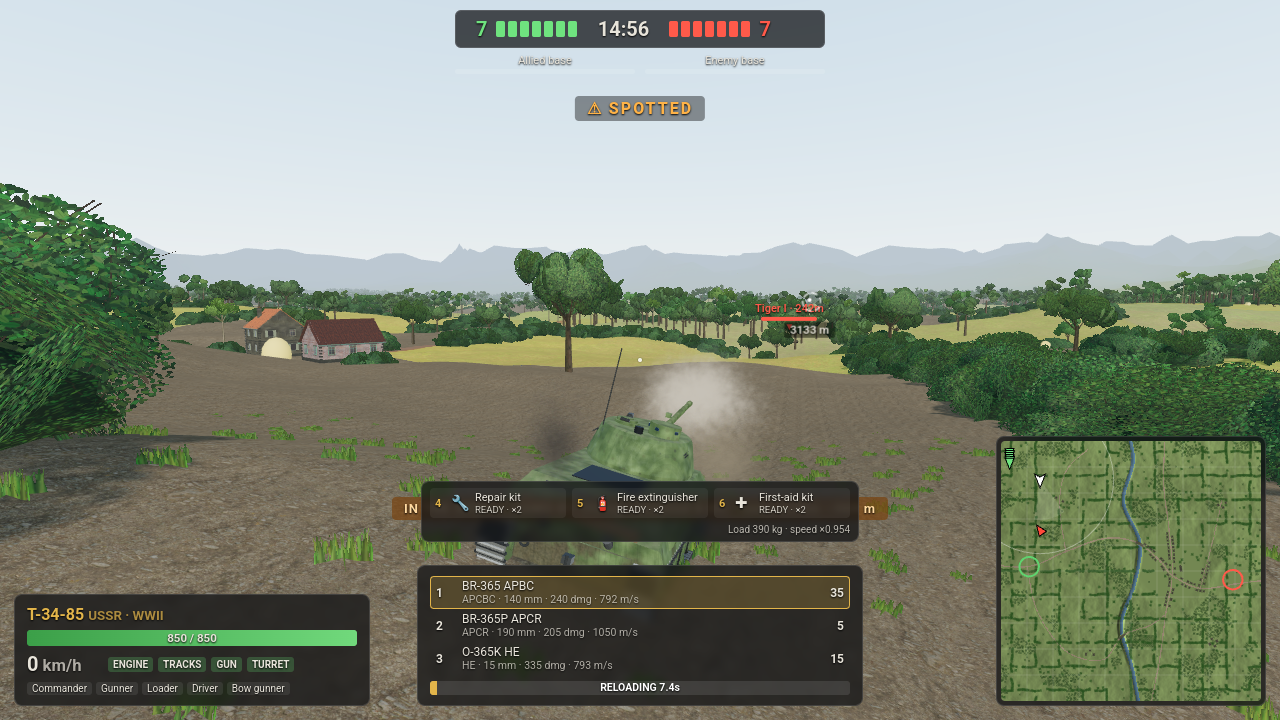 7 14:56 7
Allied base Enemy base
⚠ SPOTTED
Tiger I
3133 m
IN m
4 Repair kit READY · ×2
5 Fire extinguisher READY · ×2
6 First-aid kit READY · ×2
Load 390 kg · speed ×0.954
1 BR-365 APBC 35
APCBC · 140 mm · 240 dmg · 792 m/s
2 BR-365P APCR 5
APCR · 190 mm · 205 dmg · 1050 m/s
3 O-365K HE 15
HE · 15 mm · 335 dmg · 793 m/s
RELOADING 7.4s
T-34-85 USSR · WWII
850 / 850
0 km/h ENGINE TRACKS GUN TURRET
Commander Gunner Loader Driver Bow gunner